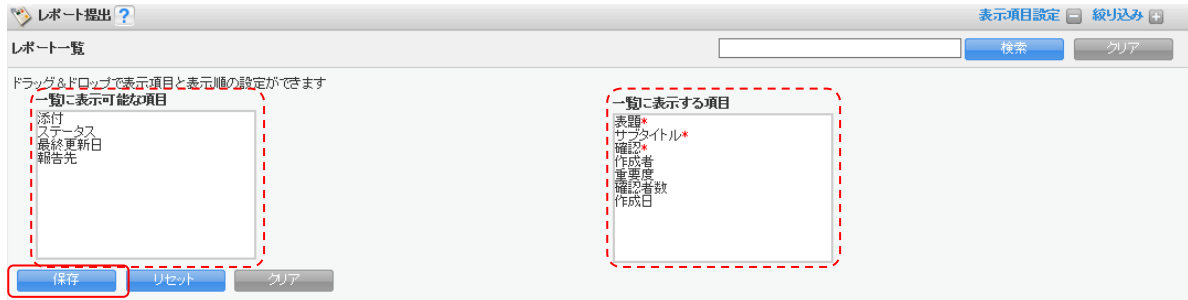 レポート提出 ? 表示項目設定 絞り込み
レポート一覧 検索 クリア
ドラッグ&ドロップで表示項目と表示順の設定ができます
一覧に表示可能な項目
添付
ステータス
最終更新日
報告先
一覧に表示する項目
表題*
サブタイトル*
確認*
作成者
重要度
確認者数
作成日
保存 リセット クリア